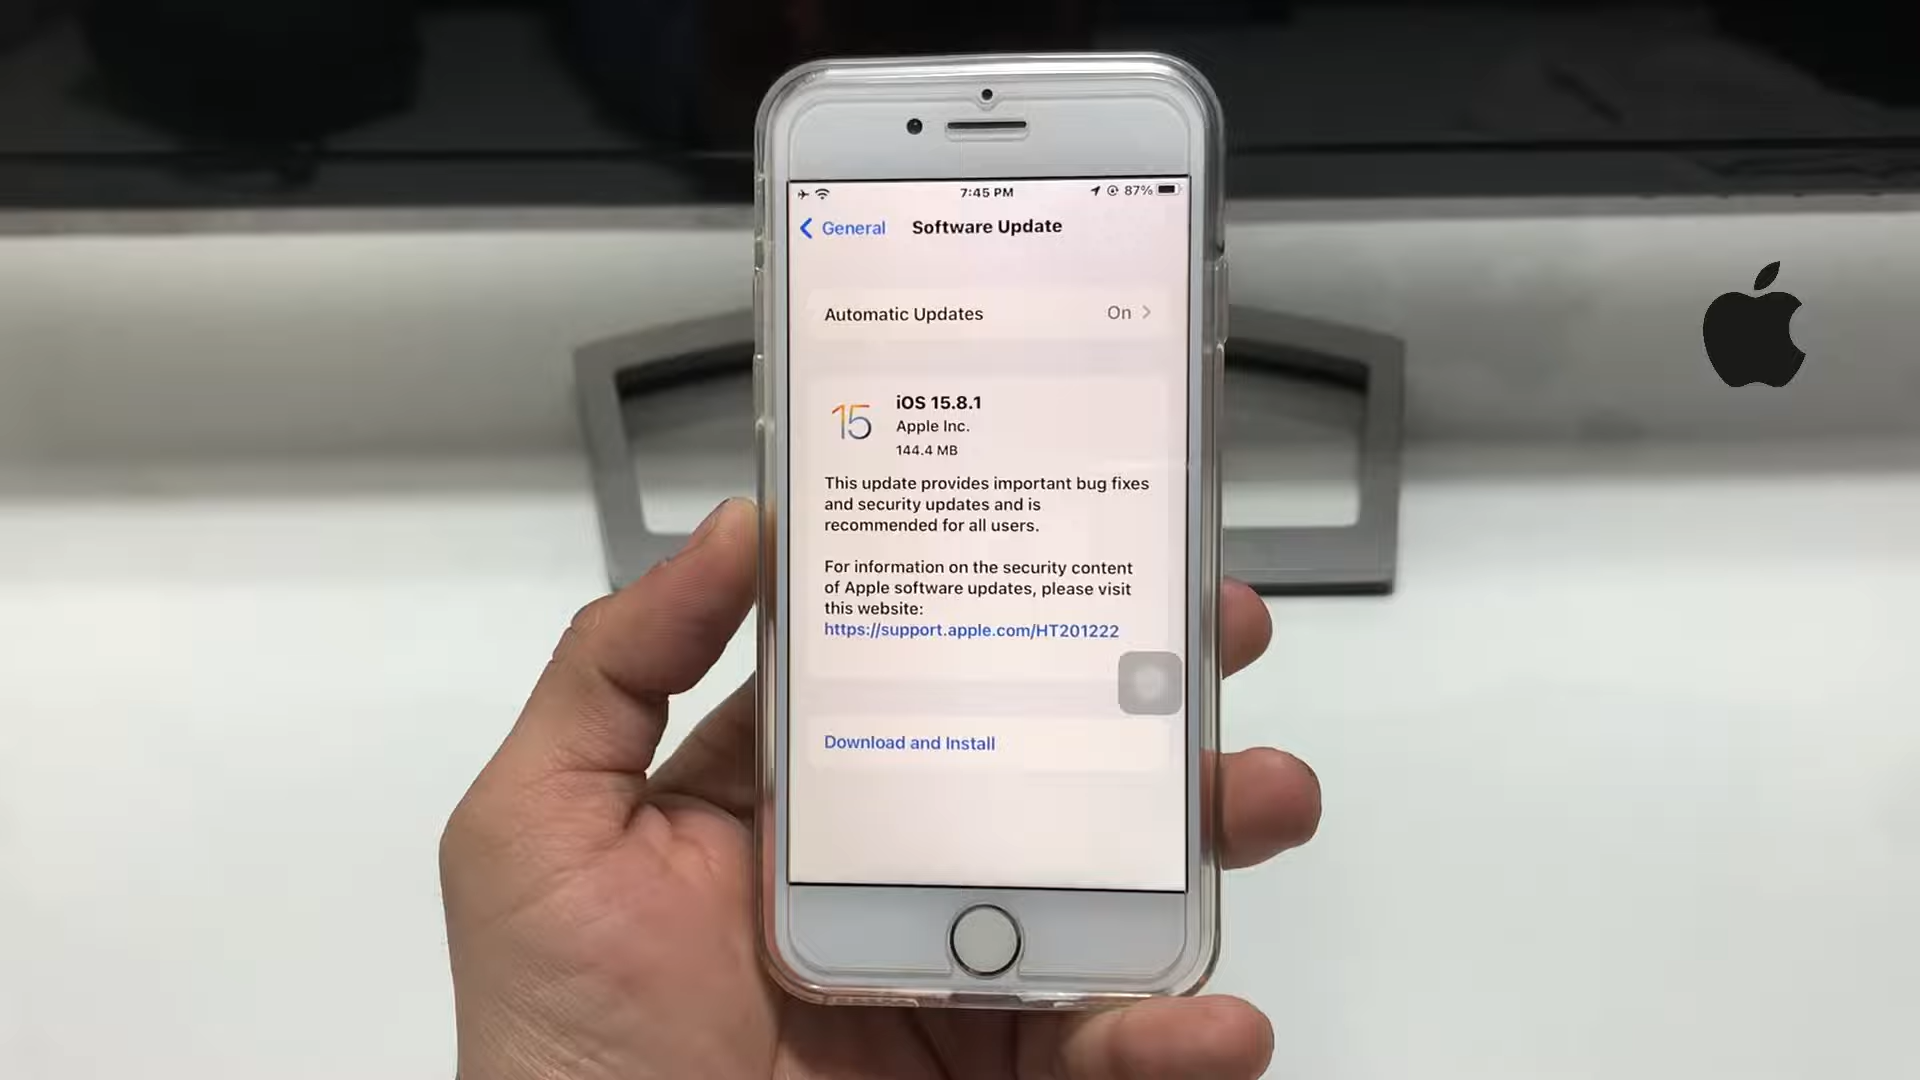 7:45 PM 87%
General Software Update
Automatic Updates On
15
iOS 15.8.1
Apple Inc.
144.4 MB
This update provides important bug fixes
and security updates and is
recommended for all users.
For information on the security content
of Apple software updates, please visit
this website:
https://support.apple.com/HT201222
Download and Install